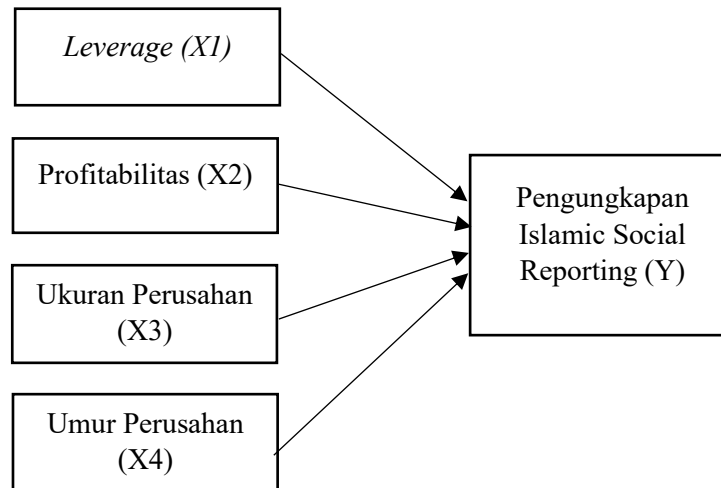 Leverage (X1)
Profitabilitas (X2)
Ukuran Perusahan
(X3)
Umur Perusahan
(X4)
Pengungkapan
Islamic Social
Reporting (Y)